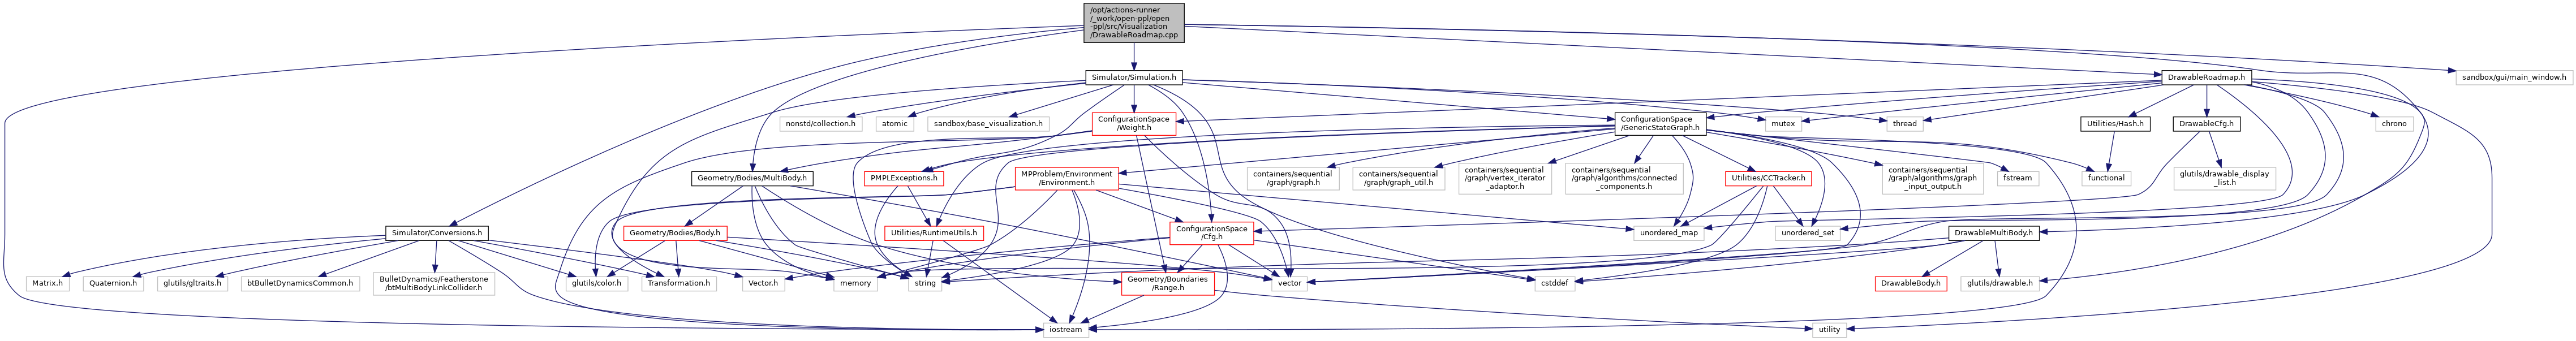 /opt/actions-runner
/_work/open-ppl/open
-ppl/src/Visualization
/DrawableRoadmap.cpp
Simulator/Simulation.h
DrawableRoadmap.h
sandbox/gui/main_window.h
nonstd/collection.h
atomic
sandbox/base_visualization.h
ConfigurationSpace
/Weight.h
ConfigurationSpace
/GenericStateGraph.h
mutex
thread
Utilities/Hash.h
DrawableCfg.h
chrono
Geometry/Bodies/MultiBody.h
PMPLExceptions.h
MPProblem/Environment
/Environment.h
containers/sequential
/graph/graph.h
containers/sequential
/graph/graph_util.h
containers/sequential
/graph/vertex_iterator
_adaptor.h
containers/sequential
/graph/algorithms/connected
_components.h
Utilities/CCTracker.h
containers/sequential
/graph/algorithms/graph
_input_output.h
fstream
functional
glutils/drawable_display
_list.h
Simulator/Conversions.h
Geometry/Bodies/Body.h
Utilities/RuntimeUtils.h
ConfigurationSpace
/Cfg.h
unordered_map
unordered_set
DrawableMultiBody.h
Matrix.h
Quaternion.h
glutils/gltraits.h
btBulletDynamicsCommon.h
BulletDynamics/Featherstone
/btMultiBodyLinkCollider.h
glutils/color.h
Transformation.h
Vector.h
memory
string
Geometry/Boundaries
/Range.h
vector
cstddef
DrawableBody.h
glutils/drawable.h
iostream
utility